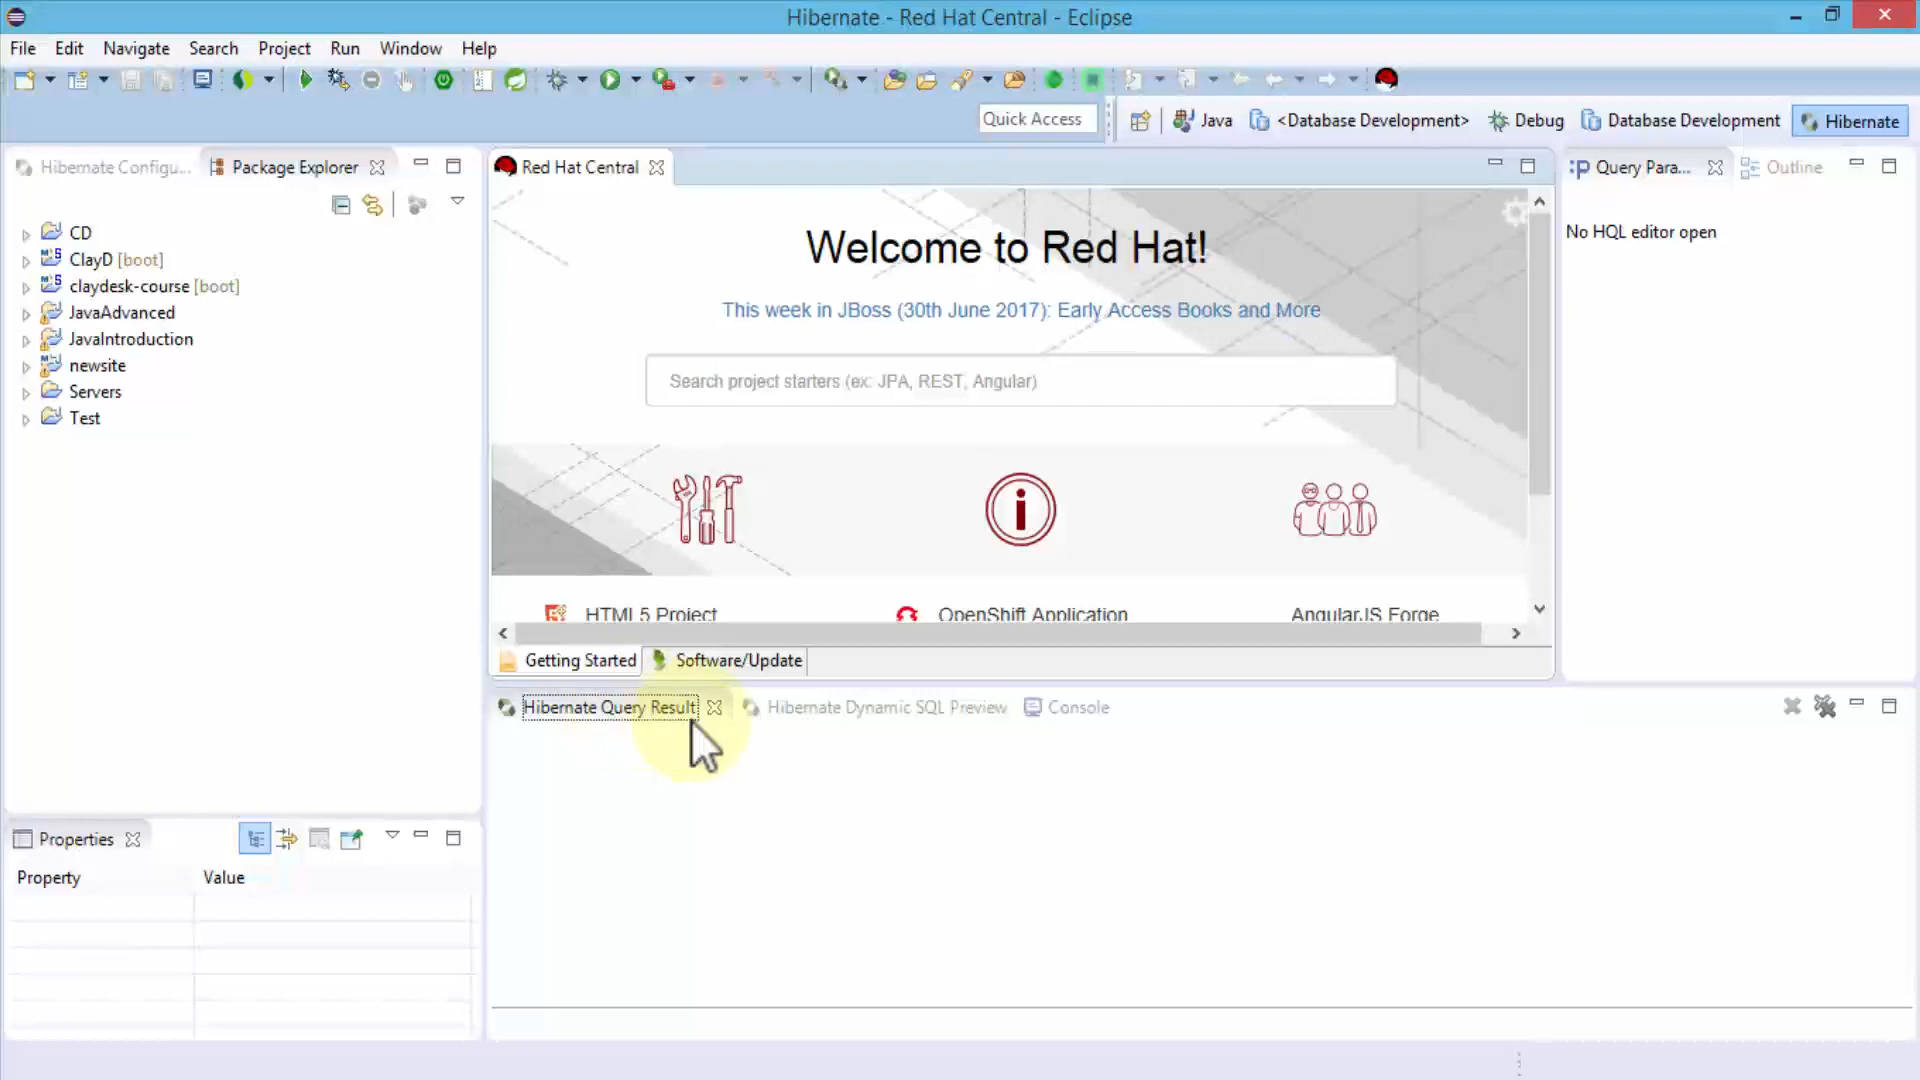 Hibernate - Red Hat Central - Eclipse
File Edit Navigate Search Project Run Window Help
Quick Access
Java <Database Development> Debug Database Development Hibernate
Hibernate Configu... Package Explorer
Red Hat Central
Query Para... Outline
CD
ClayD [boot]
claydesk-course [boot]
JavaAdvanced
JavaIntroduction
newsite
Servers
Test
Welcome to Red Hat!
This week in JBoss (30th June 2017): Early Access Books and More
Search project starters (ex: JPA, REST, Angular)
HTML5 Project OpenShift Application AngularJS Forge
Getting Started Software/Update
No HQL editor open
Hibernate Query Result Hibernate Dynamic SQL Preview Console
Properties
Property Value